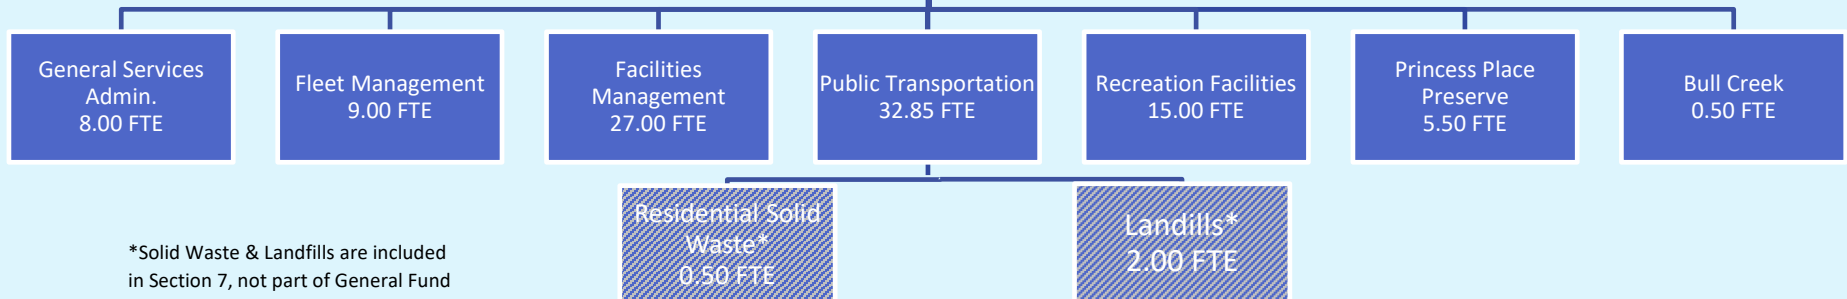 General Services
Admin.
8.00 FTE
Fleet Management
9.00 FTE
Facilities
Management
27.00 FTE
Public Transportation
32.85 FTE
Recreation Facilities
15.00 FTE
Princess Place
Preserve
5.50 FTE
Bull Creek
0.50 FTE
Residential Solid
Waste*
0.50 FTE
Landills*
2.00 FTE
*Solid Waste & Landfills are included
in Section 7, not part of General Fund